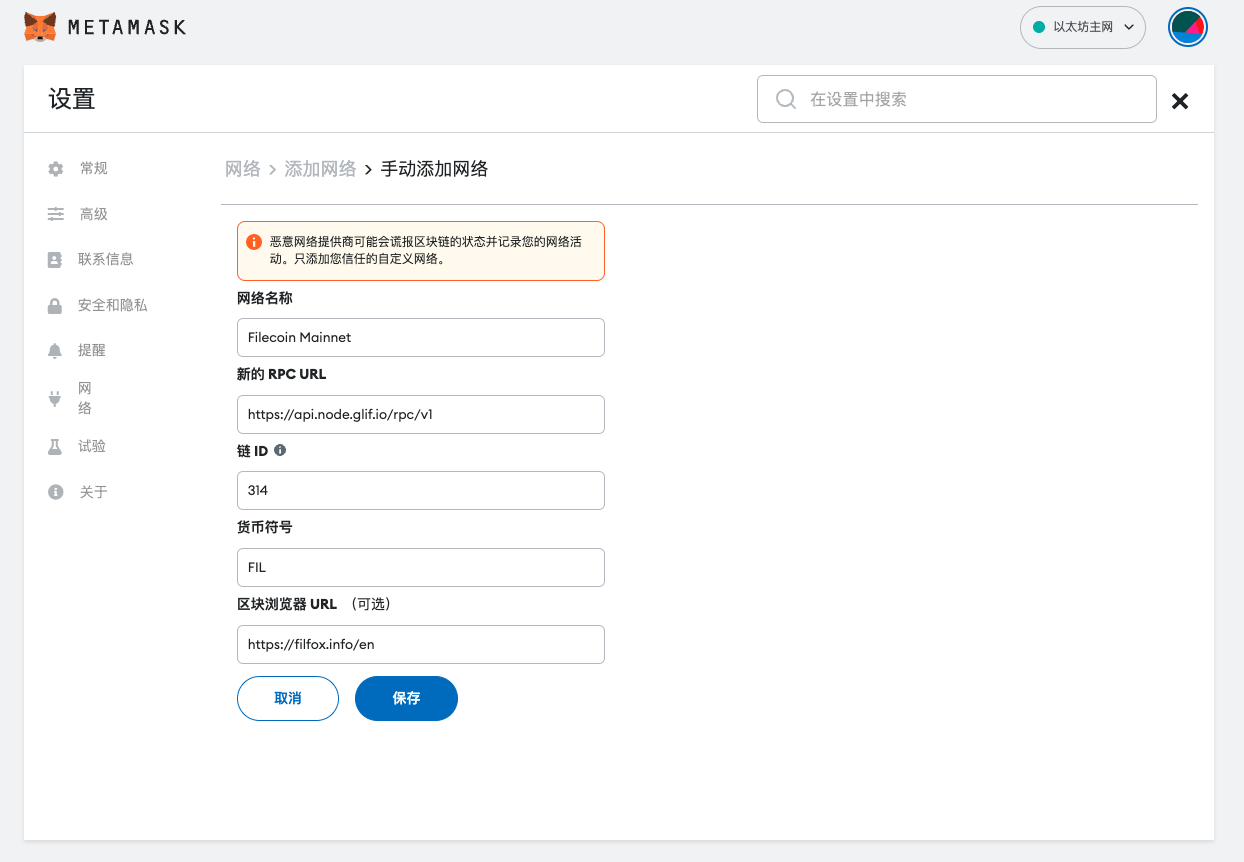 METAMASK
以太坊主网
设置
在设置中搜索
常规
高级
联系信息
安全和隐私
提醒
网
络
试验
关于
网络 > 添加网络 > 手动添加网络
恶意网络提供商可能会谎报区块链的状态并记录您的网络活
动。只添加您信任的自定义网络。
网络名称
Filecoin Mainnet
新的 RPC URL
https://api.node.glif.io/rpc/v1
链 ID
314
货币符号
FIL
区块浏览器 URL （可选）
https://filfox.info/en
取消
保存